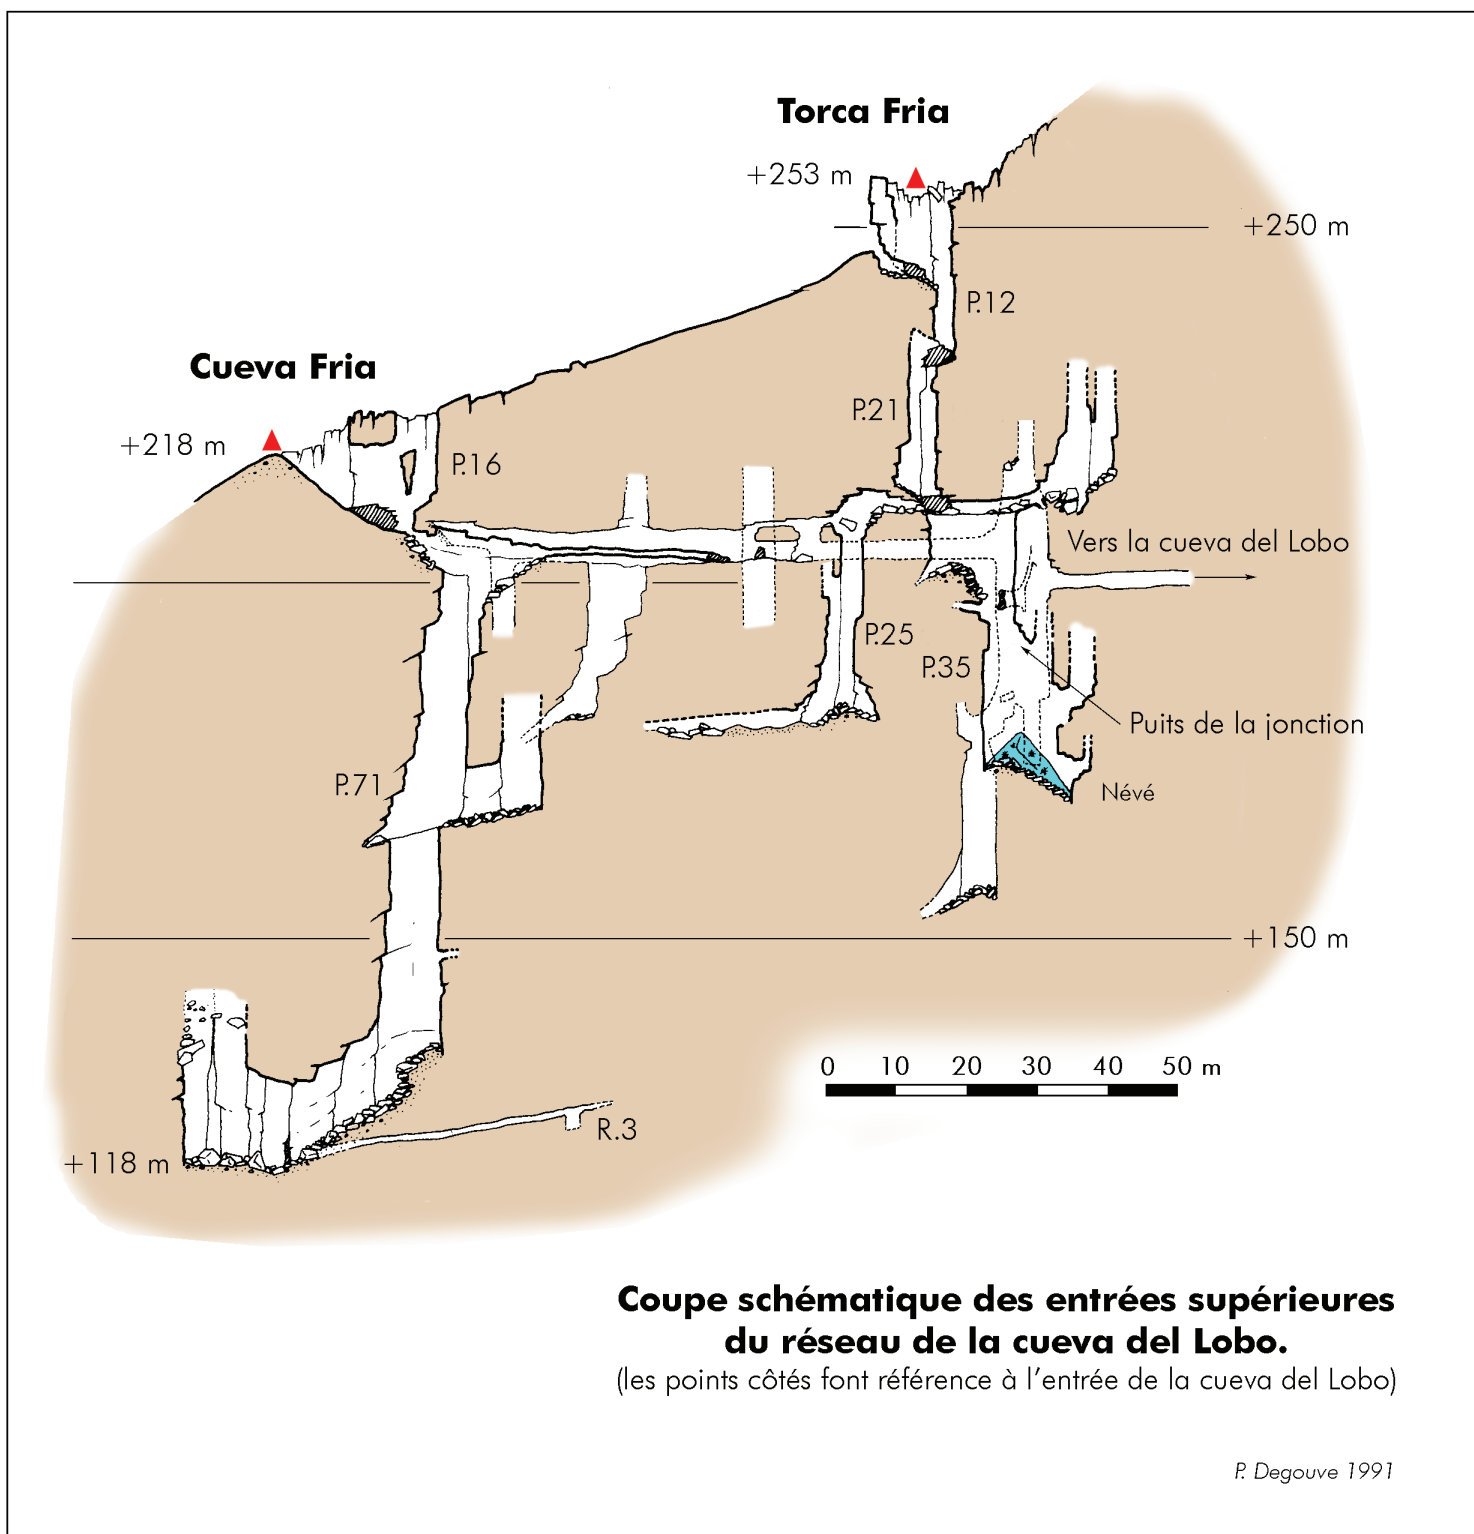 Torca Fria
+253 m
+250 m
P.12
Cueva Fria
+218 m
P.21
P.16
Vers la cueva del Lobo
P.25
P.35
Puits de la jonction
P.71
Névé
+150 m
0 10 20 30 40 50 m
R.3
+118 m
Coupe schématique des entrées supérieures
du réseau de la cueva del Lobo.
(les points côtés font référence à l'entrée de la cueva del Lobo)
P. Degouve 1991